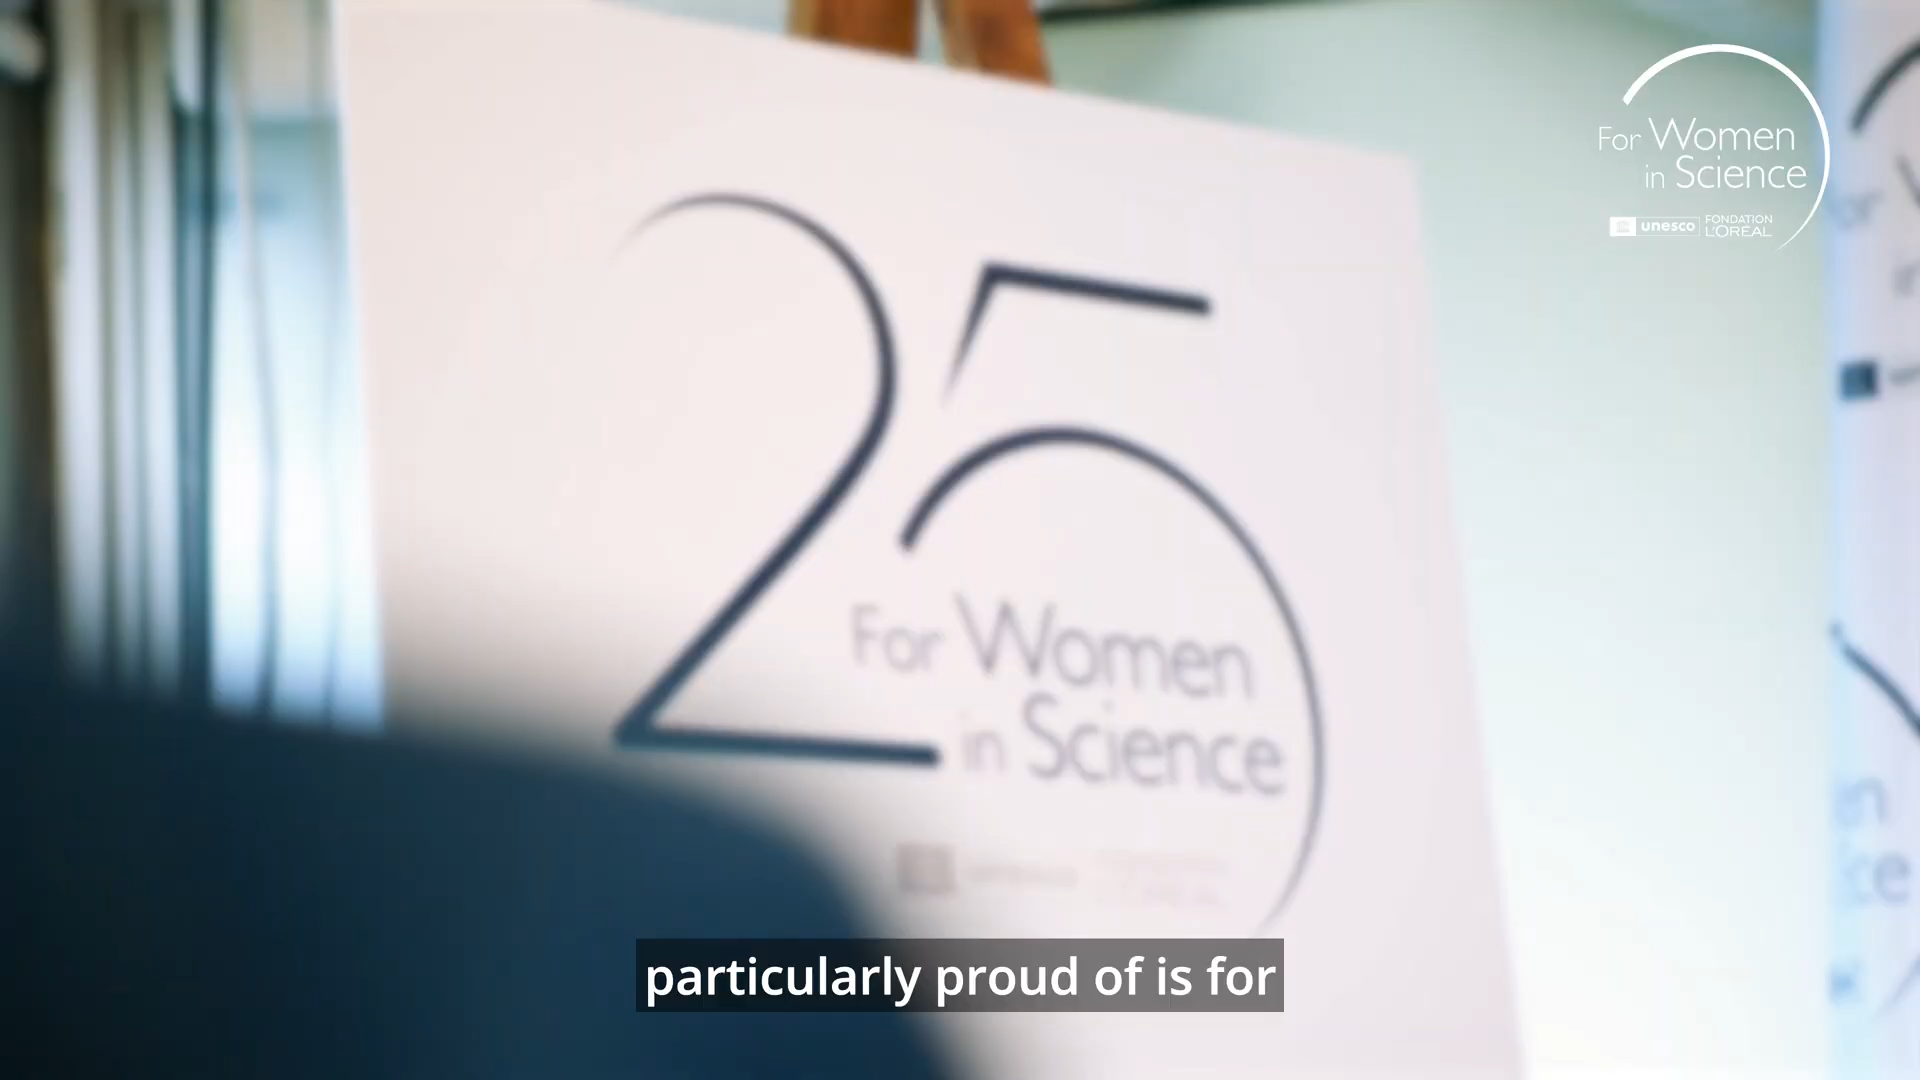 For Women
in Science
unesco
FONDATION
L'ORÉAL
25
For Women
in Science
particularly proud of is for